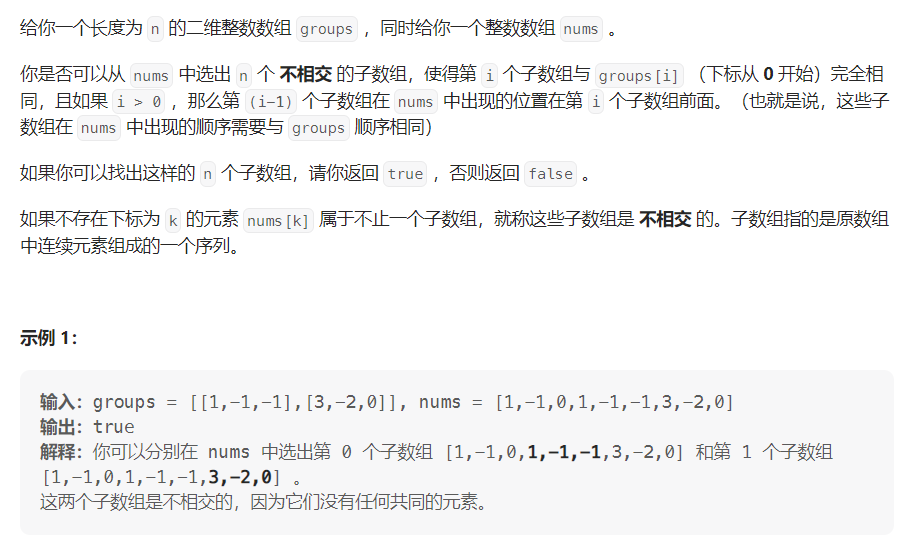 给你一个长度为 n 的二维整数数组 groups ，同时给你一个整数数组 nums 。
你是否可以从 nums 中选出 n 个 不相交 的子数组，使得第 i 个子数组与 groups[i] （下标从 0 开始）完全相
同，且如果 i > 0 ，那么第 (i-1) 个子数组在 nums 中出现的位置在第 i 个子数组前面。（也就是说，这些子
数组在 nums 中出现的顺序需要与 groups 顺序相同）
如果你可以找出这样的 n 个子数组，请你返回 true ，否则返回 false 。
如果不存在下标为 k 的元素 nums[k] 属于不止一个子数组，就称这些子数组是 不相交 的。子数组指的是原数组
中连续元素组成的一个序列。
示例 1：
输入：groups = [[1,-1,-1],[3,-2,0]], nums = [1,-1,0,1,-1,-1,3,-2,0]
输出：true
解释：你可以分别在 nums 中选出第 0 个子数组 [1,-1,0,1,-1,-1,3,-2,0] 和第 1 个子数组
[1,-1,0,1,-1,-1,3,-2,0] 。
这两个子数组是不相交的，因为它们没有任何共同的元素。